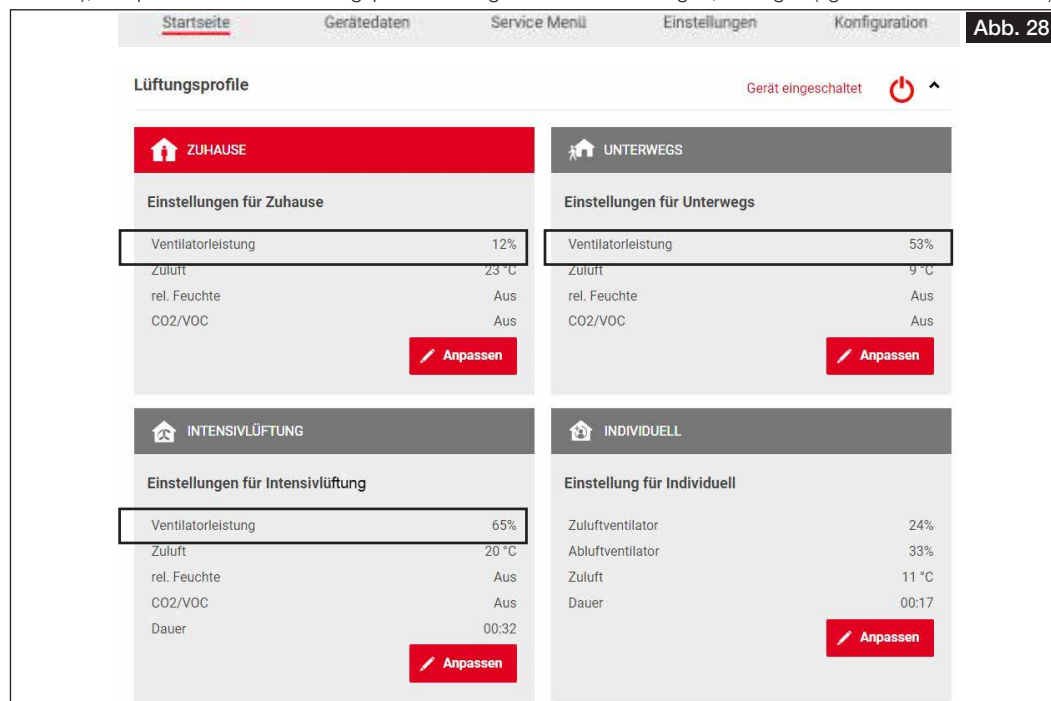 Startseite Gerätedaten Service Menü Einstellungen Konfiguration
Abb. 28
Lüftungsprofile
Gerät eingeschaltet
ZUHAUSE
Einstellungen für Zuhause
Ventilatorleistung 12%
Zuluft 23 °C
rel. Feuchte Aus
CO2/VOC Aus
Anpassen
UNTERWEGS
Einstellungen für Unterwegs
Ventilatorleistung 53%
Zuluft 9 °C
rel. Feuchte Aus
CO2/VOC Aus
Anpassen
INTENSIVLÜFTUNG
Einstellungen für Intensivlüftung
Ventilatorleistung 65%
Zuluft 20 °C
rel. Feuchte Aus
CO2/VOC Aus
Dauer 00:32
Anpassen
INDIVIDUELL
Einstellung für Individuell
Zuluftventilator 24%
Abluftventilator 33%
Zuluft 11 °C
Dauer 00:17
Anpassen